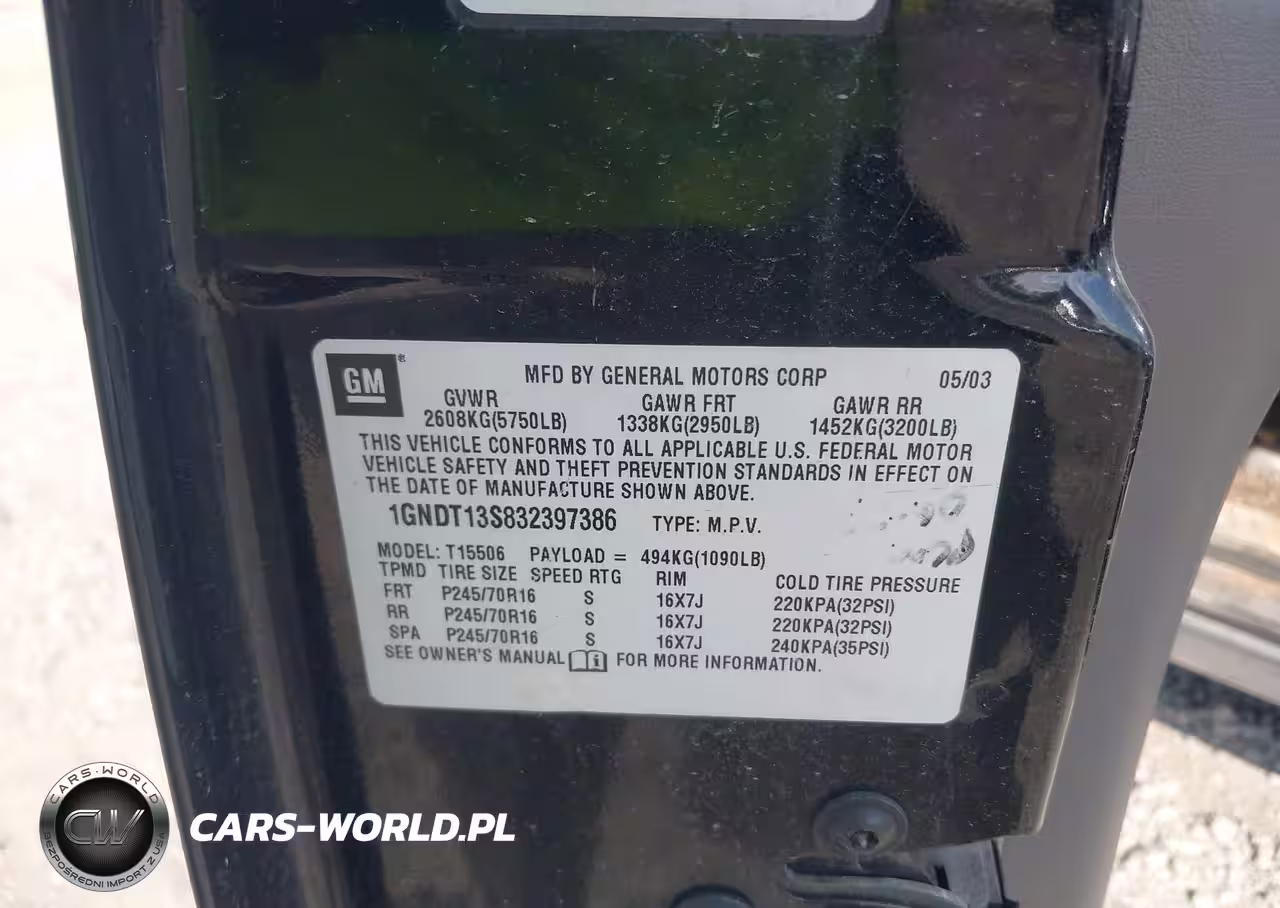 GM
MFD BY GENERAL MOTORS CORP 05/03
GVWR GAWR FRT GAWR RR
2608KG(5750LB) 1338KG(2950LB) 1452KG(3200LB)
THIS VEHICLE CONFORMS TO ALL APPLICABLE U.S. FEDERAL MOTOR
VEHICLE SAFETY AND THEFT PREVENTION STANDARDS IN EFFECT ON
THE DATE OF MANUFACTURE SHOWN ABOVE.
1GNDT13S832397386 TYPE: M.P.V.
MODEL: T15506 PAYLOAD = 494KG(1090LB)
TPMD TIRE SIZE SPEED RTG RIM COLD TIRE PRESSURE
FRT P245/70R16 S 16X7J 220KPA(32PSI)
RR P245/70R16 S 16X7J 220KPA(32PSI)
SPA P245/70R16 S 16X7J 240KPA(35PSI)
SEE OWNER'S MANUAL FOR MORE INFORMATION.
CARS-WORLD
CW
BEZPOŚREDNI IMPORT Z USA
CARS-WORLD.PL